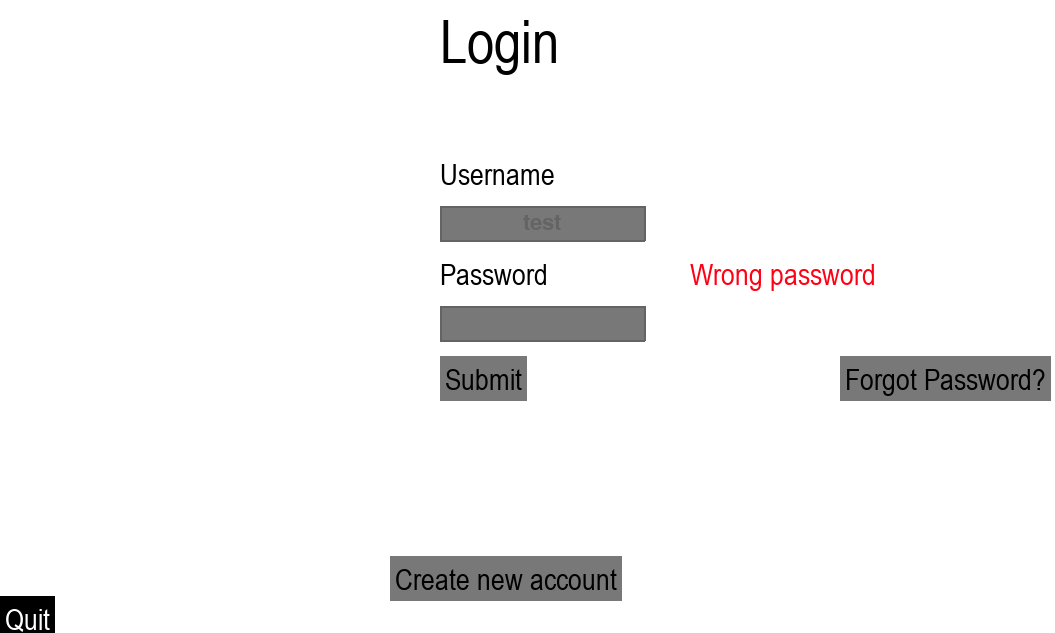 Login
Username
test
Password
Wrong password
Submit
Forgot Password?
Create new account
Quit